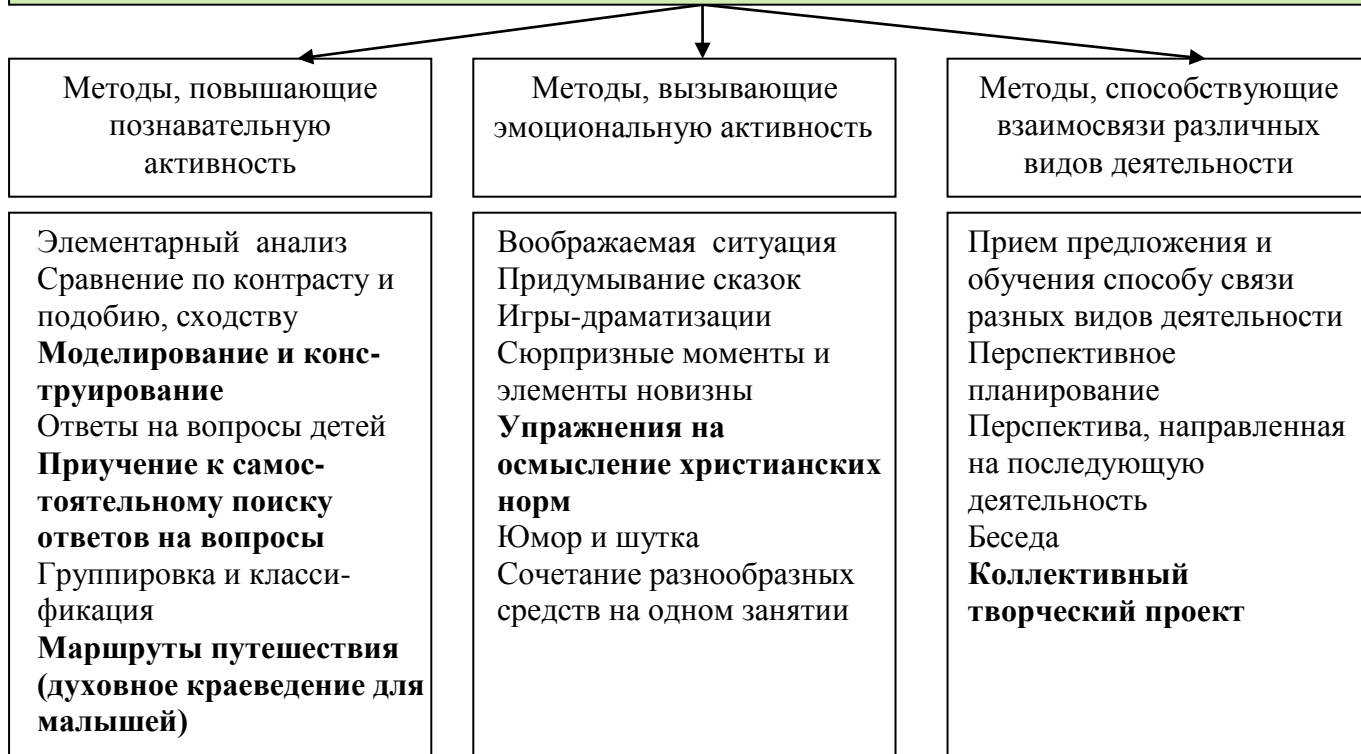 Методы, повышающие
познавательную
активность
Методы, вызывающие
эмоциональную активность
Методы, способствующие
взаимосвязи различных
видов деятельности
Элементарный анализ
Сравнение по контрасту и
подобию, сходству
Моделирование и конс-
труирование
Ответы на вопросы детей
Приучение к самос-
тоятельному поиску
ответов на вопросы
Группировка и класси-
фикация
Маршруты путешествия
(духовное краеведение для
малышей)
Воображаемая ситуация
Придумывание сказок
Игры-драматизации
Сюрпризные моменты и
элементы новизны
Упражнения на
осмысление христианских
норм
Юмор и шутка
Сочетание разнообразных
средств на одном занятии
Прием предложения и
обучения способу связи
разных видов деятельности
Перспективное
планирование
Перспектива, направленная
на последующую
деятельность
Беседа
Коллективный
творческий проект